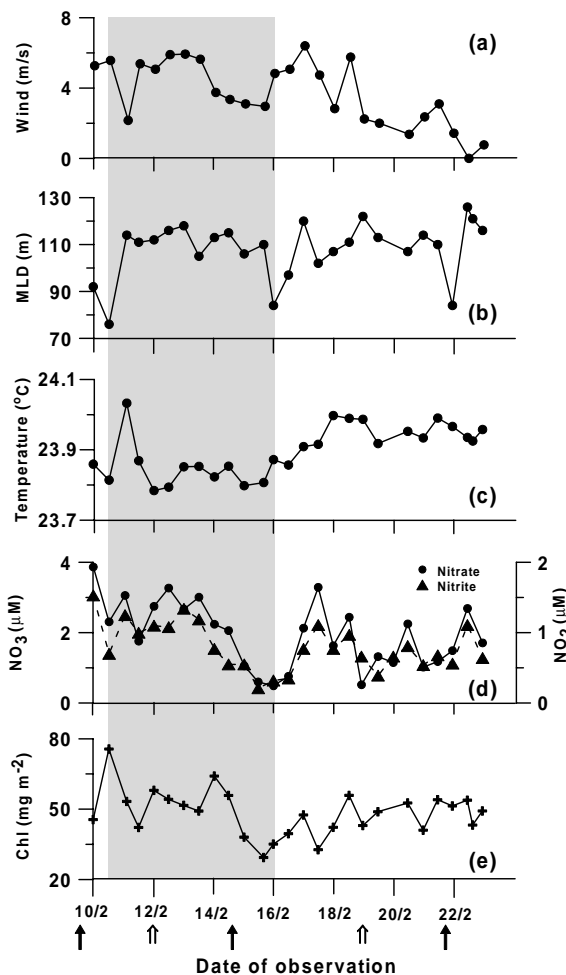 8
(a)
Wind (m/s)
4
0
130
110
MLD (m)
90
(b)
70
24.1
Temperature (°C)
23.9
(c)
23.7
4
2
Nitrate
Nitrite
NO3 (µM)
2
1
NO2 (µM)
(d)
0
0
80
Chl (mg m-2)
50
(e)
20
10/2 12/2 14/2 16/2 18/2 20/2 22/2
Date of observation